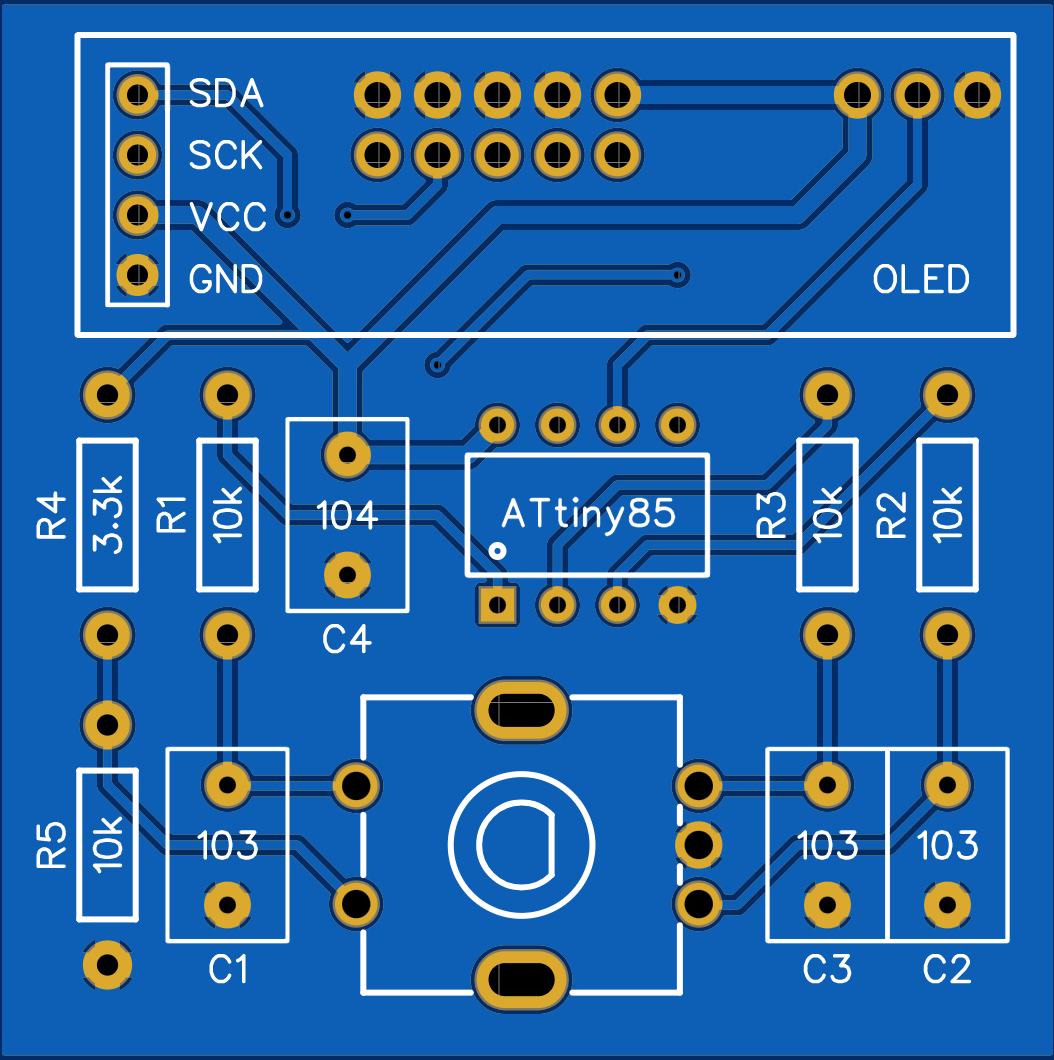 SDA
SCK
VCC
GND
OLED
R4
3.3k
R1
10k
104
C4
ATtiny85
R3
10k
R2
10k
R5
10k
103
C1
103
C3
103
C2